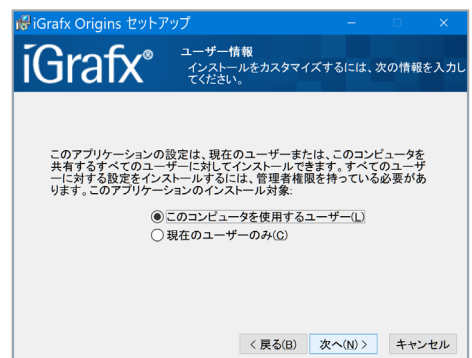 iGrafx Origins セットアップ
iGrafx®
ユーザー情報
インストールをカスタマイズするには、次の情報を入力し
てください。
このアプリケーションの設定は、現在のユーザーまたは、このコンピュータを
共有するすべてのユーザーに対してインストールできます。すべてのユーザ
ーに対する設定をインストールするには、管理者権限を持っている必要があ
ります。このアプリケーションのインストール対象:
このコンピュータを使用するユーザー(L)
現在のユーザーのみ(C)
< 戻る(B) 次へ(N) > キャンセル